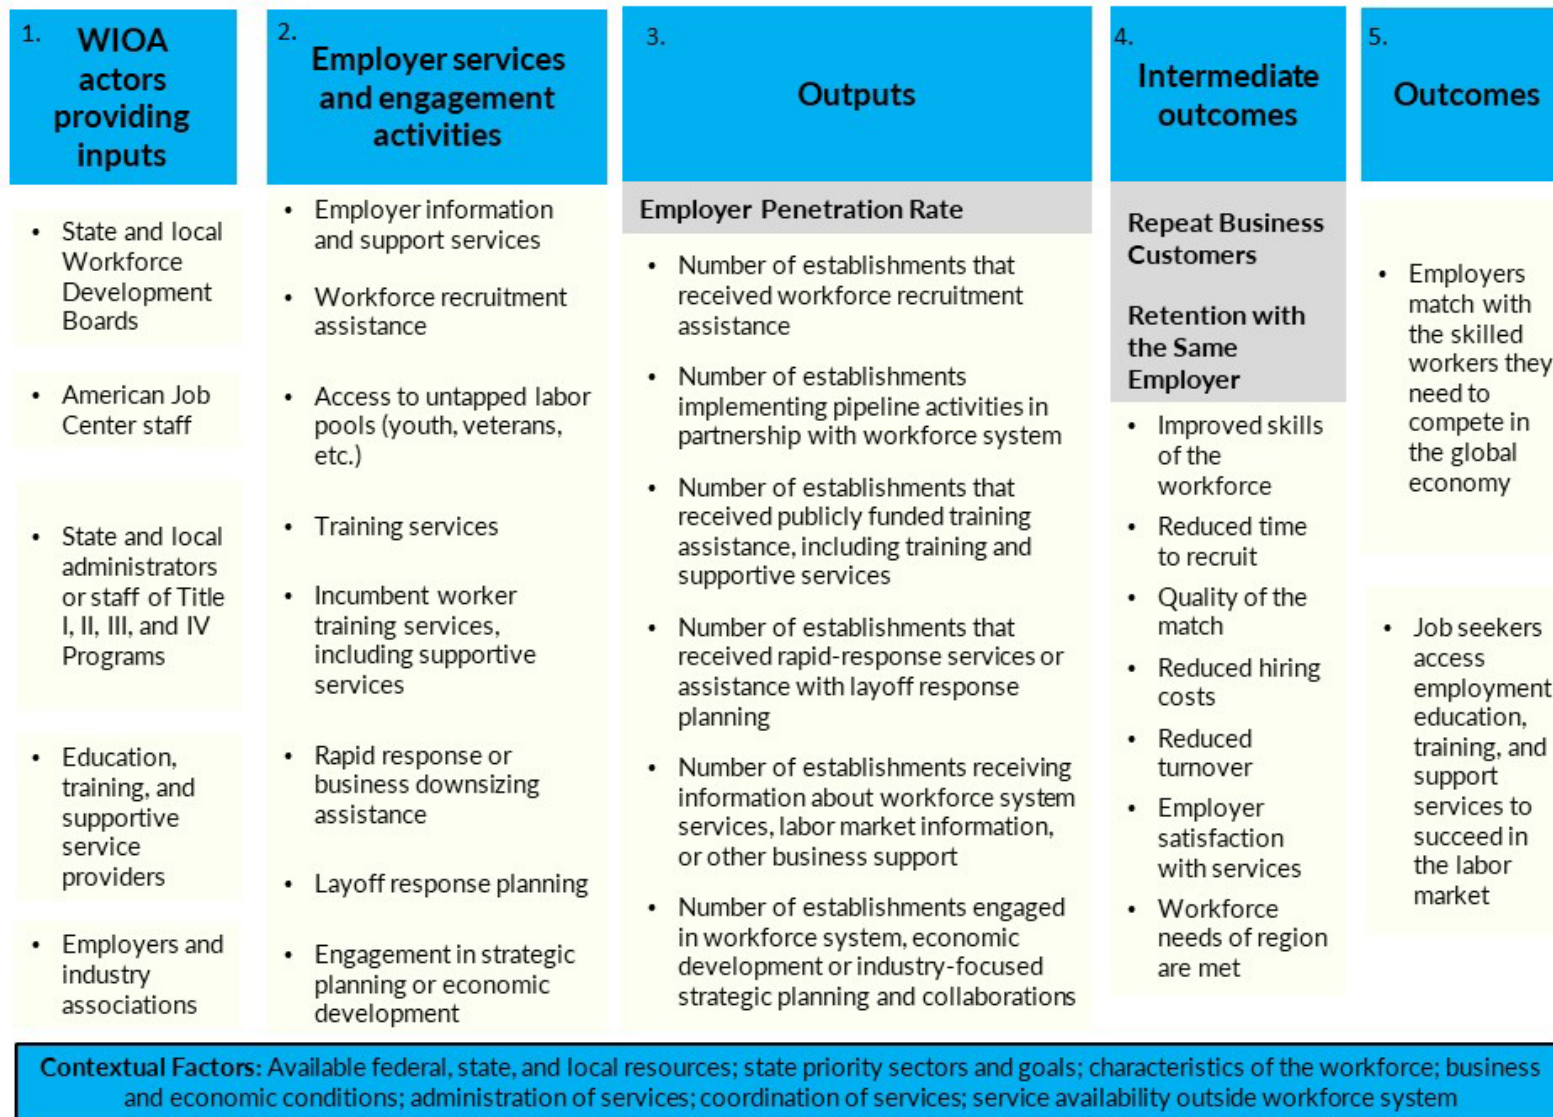 1.
WIOA
actors
providing
inputs
• State and local
Workforce
Development
Boards
• American Job
Center staff
• State and local
administrators
or staff of Title
I, II, III, and IV
Programs
• Education,
training, and
supportive
service
providers
• Employers and
industry
associations
2.
Employer services
and engagement
activities
• Employer information
and support services
• Workforce recruitment
assistance
• Access to untapped labor
pools (youth, veterans,
etc.)
• Training services
• Incumbent worker
training services,
including supportive
services
• Rapid response or
business downsizing
assistance
• Layoff response planning
• Engagement in strategic
planning or economic
development
3.
Outputs
Employer Penetration Rate
• Number of establishments that
received workforce recruitment
assistance
• Number of establishments
implementing pipeline activities in
partnership with workforce system
• Number of establishments that
received publicly funded training
assistance, including training and
supportive services
• Number of establishments that
received rapid-response services or
assistance with layoff response
planning
• Number of establishments receiving
information about workforce system
services, labor market information,
or other business support
• Number of establishments engaged
in workforce system, economic
development or industry-focused
strategic planning and collaborations
4.
Intermediate
outcomes
Repeat Business
Customers
Retention with
the Same
Employer
• Improved skills
of the
workforce
• Reduced time
to recruit
• Quality of the
match
• Reduced hiring
costs
• Reduced
turnover
• Employer
satisfaction
with services
• Workforce
needs of region
are met
5.
Outcomes
• Employers
match with
the skilled
workers they
need to
compete in
the global
economy
• Job seekers
access
employment
education,
training, and
support
services to
succeed in
the labor
market
Contextual Factors: Available federal, state, and local resources; state priority sectors and goals; characteristics of the workforce; business
and economic conditions; administration of services; coordination of services; service availability outside workforce system